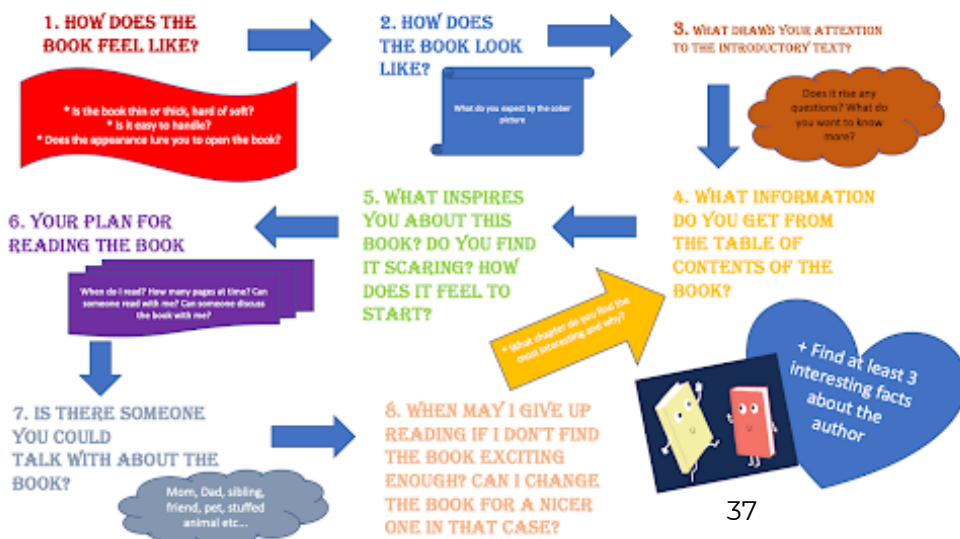 1. HOW DOES THE
BOOK FEEL LIKE?
* Is the book thin or thick, hard of soft?
* Is it easy to handle?
* Does the appearance lure you to open the book?
2. HOW DOES
THE BOOK LOOK
LIKE?
What do you expect by the cober
picture
3. WHAT DRAWS YOUR ATTENTION
TO THE INTRODUCTORY TEXT?
Does it rise any
questions? What do
you want to know
more?
4. WHAT INFORMATION
DO YOU GET FROM
THE TABLE OF
CONTENTS OF THE
BOOK?
* What chapter do you find the
most interesting and why?
+ Find at least 3
interesting facts
about the
author
5. WHAT INSPIRES
YOU ABOUT THIS
BOOK? DO YOU FIND
IT SCARING? HOW
DOES IT FEEL TO
START?
6. YOUR PLAN FOR
READING THE BOOK
When do I read? How many pages at time? Can
someone read with me? Can someone discuss
the book with me?
7. IS THERE SOMEONE
YOU COULD
TALK WITH ABOUT THE
BOOK?
Mom, Dad, sibling,
friend, pet, stuffed
animal etc...
8. WHEN MAY I GIVE UP
READING IF I DON'T FIND
THE BOOK EXCITING
ENOUGH? CAN I CHANGE
THE BOOK FOR A NICER
ONE IN THAT CASE?
37